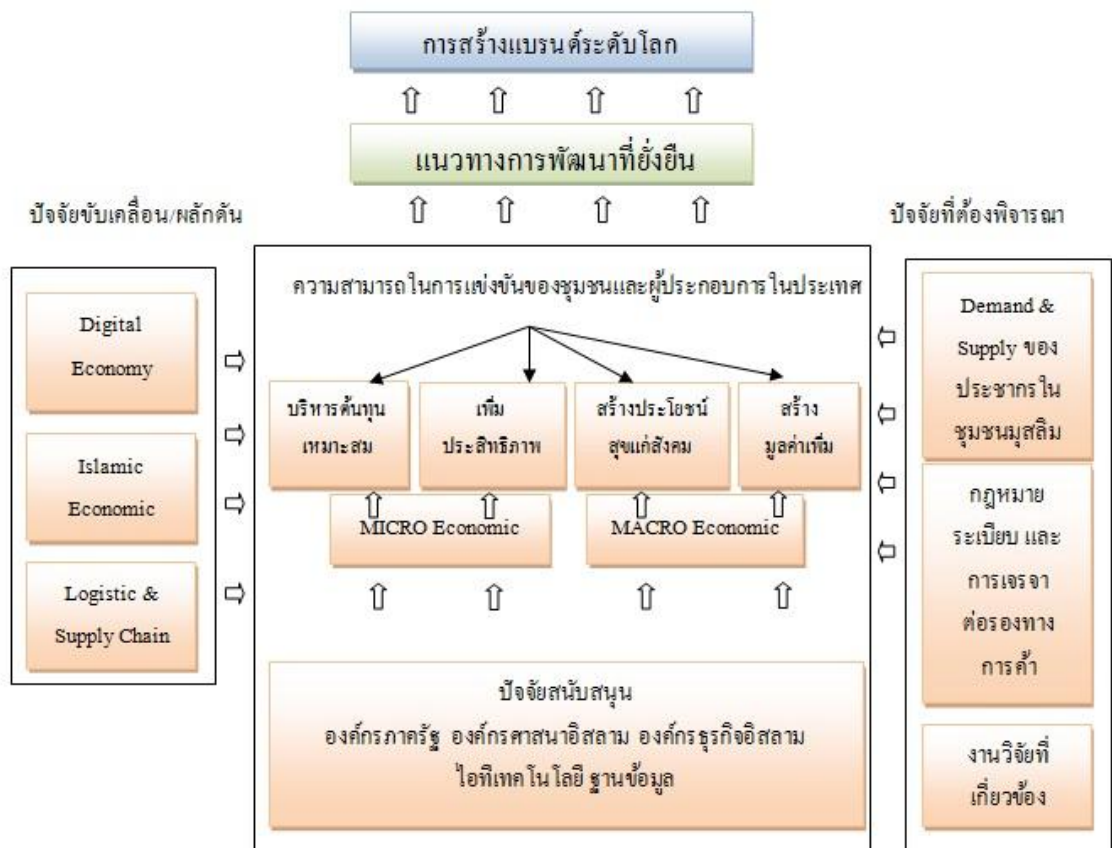 การสร้างแบรนด์ระดับโลก
แนวทางการพัฒนาที่ยั่งยืน
ปัจจัยขับเคลื่อน/ผลักดัน
Digital
Economy
Islamic
Economic
Logistic &
Supply Chain
ความสามารถในการแข่งขันของชุมชนและผู้ประกอบการในประเทศ
บริหารต้นทุน
เหมาะสม
เพิ่ม
ประสิทธิภาพ
สร้างประโยชน์
สุขแก่สังคม
สร้าง
มูลค่าเพิ่ม
MICRO Economic
MACRO Economic
ปัจจัยสนับสนุน
องค์กรภาครัฐ องค์กรศาสนาอิสลาม องค์กรธุรกิจอิสลาม
ไอทีเทคโนโลยี ฐานข้อมูล
ปัจจัยที่ต้องพิจารณา
Demand &
Supply ของ
ประชากรใน
ชุมชนมุสลิม
กฎหมาย
ระเบียบ และ
การเจรจา
ต่อรองทาง
การค้า
งานวิจัยที่
เกี่ยวข้อง